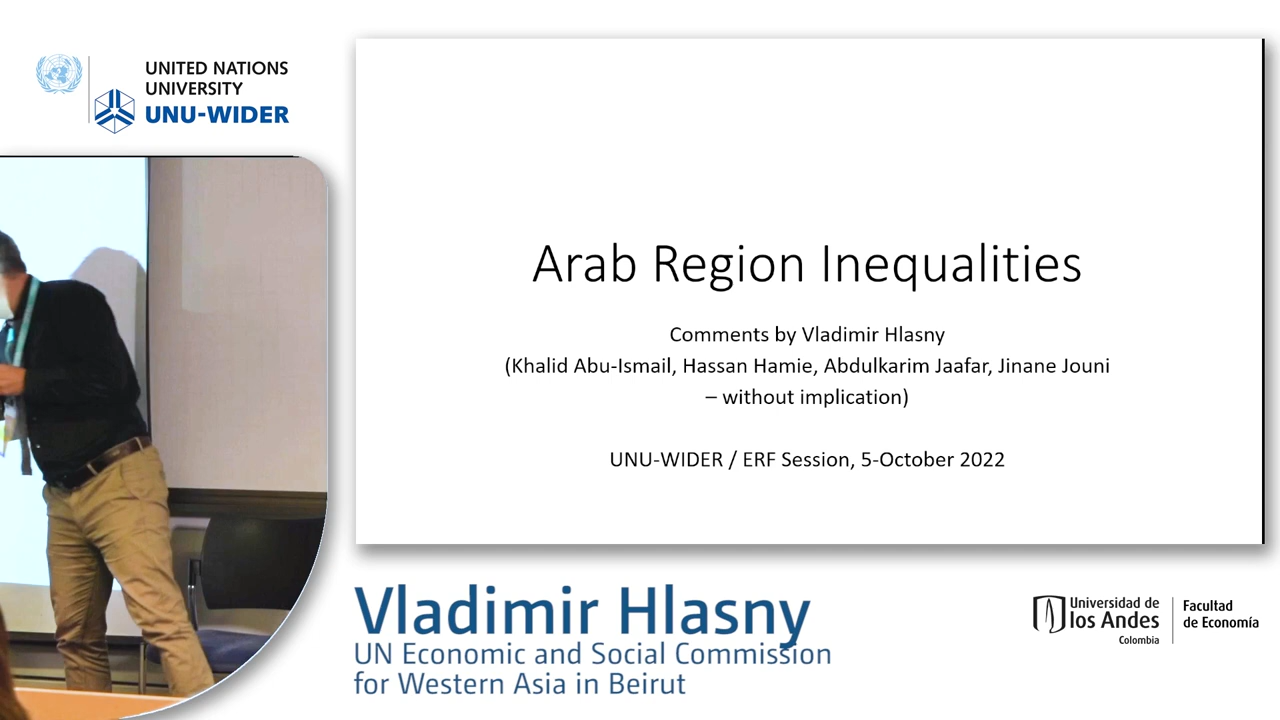 UNITED NATIONS
UNIVERSITY
UNU-WIDER
Arab Region Inequalities
Comments by Vladimir Hlasny
(Khalid Abu-Ismail, Hassan Hamie, Abdulkarim Jaafar, Jinane Jouni
– without implication)
UNU-WIDER / ERF Session, 5-October 2022
Vladimir Hlasny
UN Economic and Social Commission
for Western Asia in Beirut
Universidad de
los Andes
Colombia
Facultad
de Economía